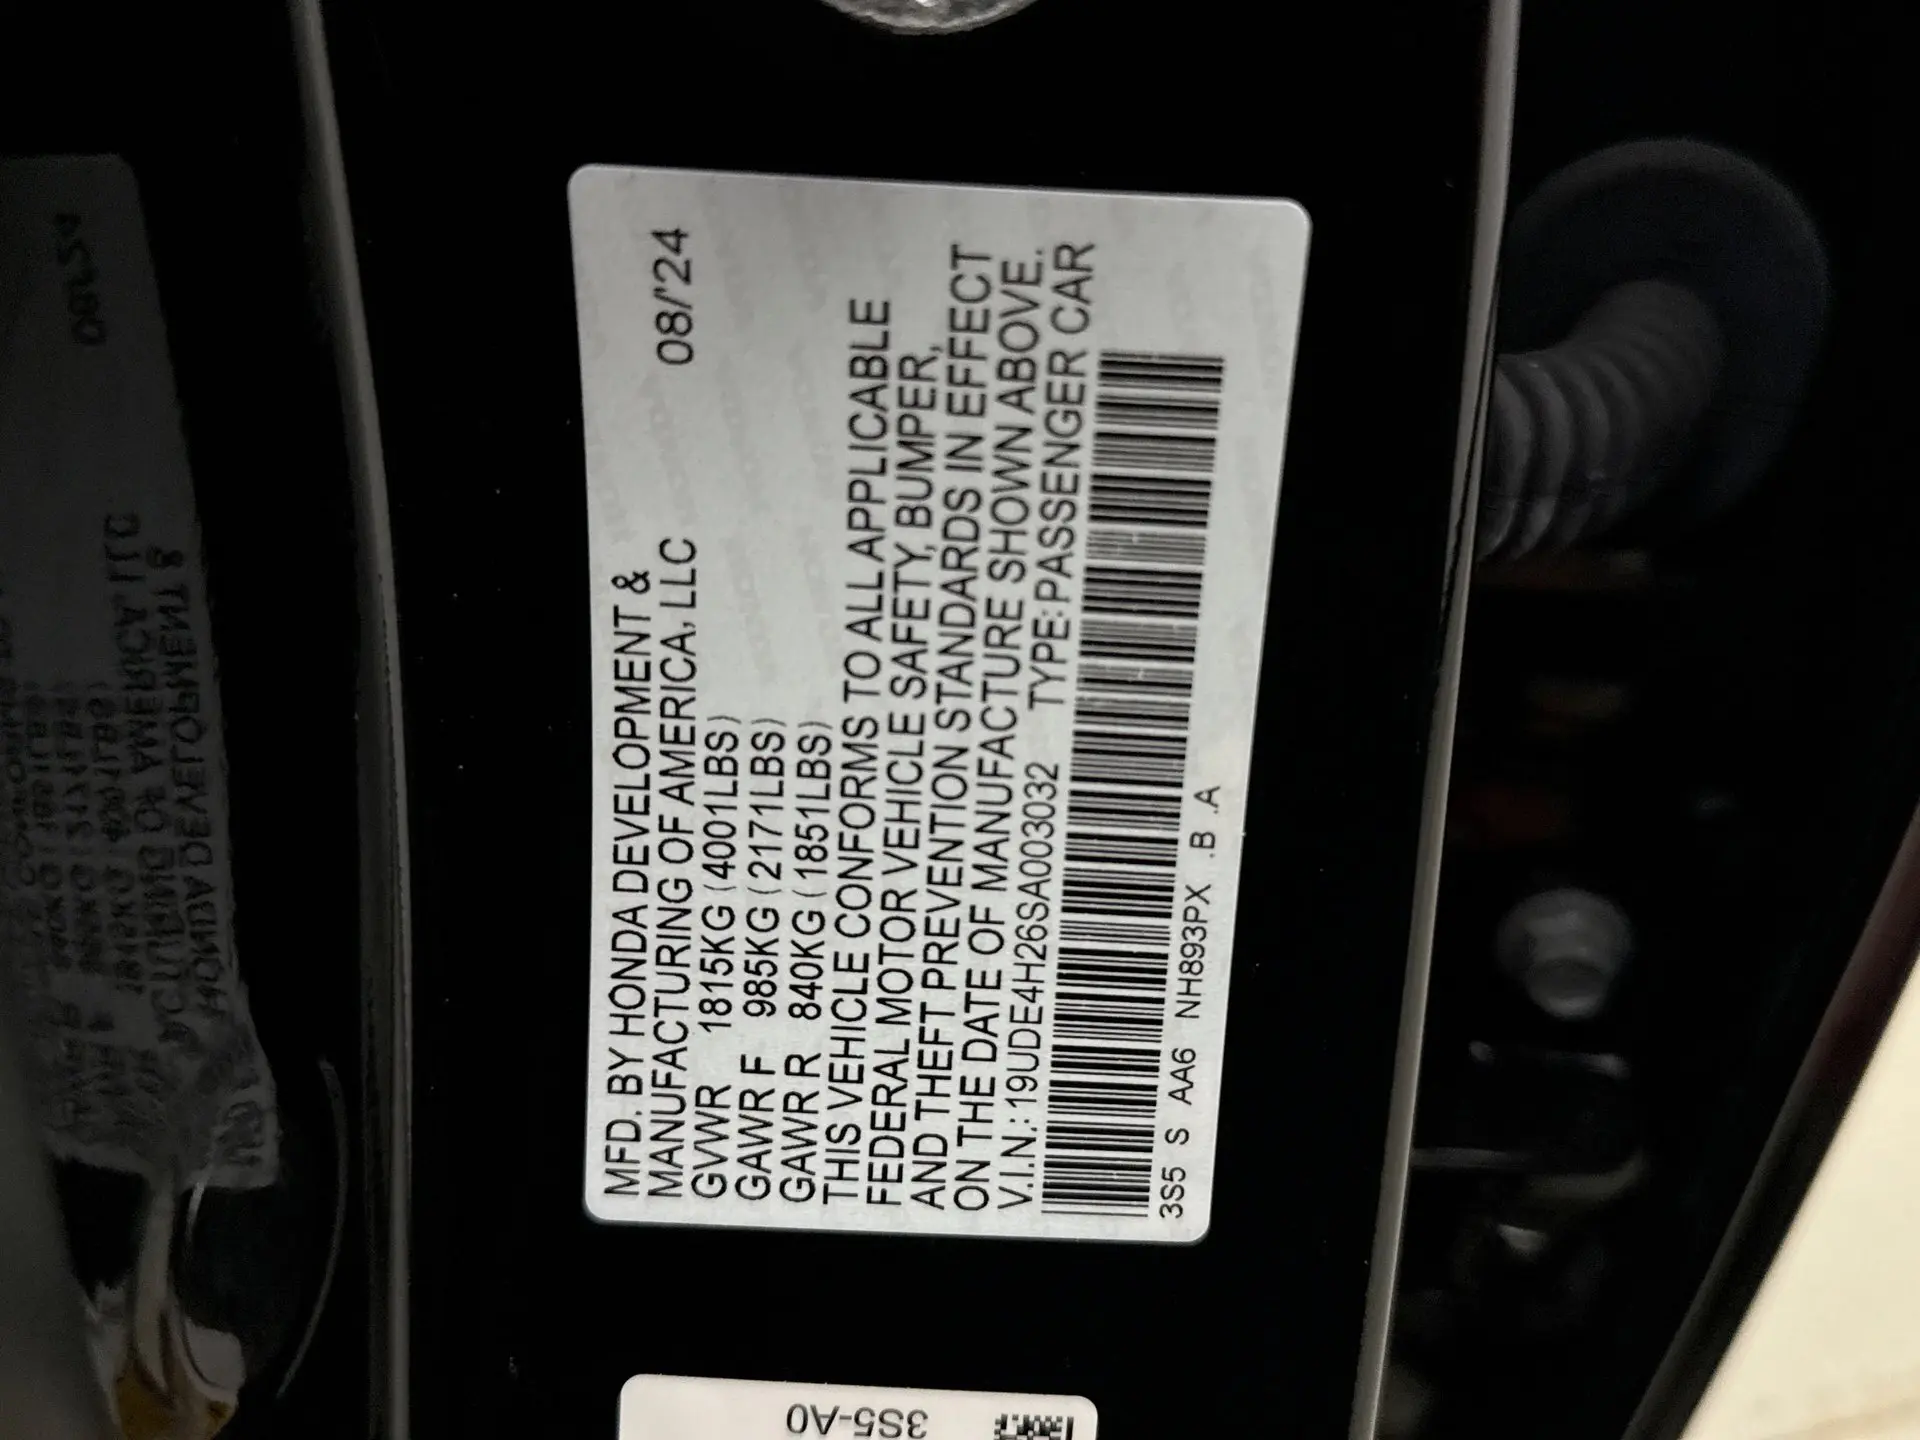 MFD. BY HONDA DEVELOPMENT &
MANUFACTURING OF AMERICA, LLC 08/'24
GVWR 1815KG (4001LBS)
GAWR F 985KG (2171LBS)
GAWR R 840KG (1851LBS)
THIS VEHICLE CONFORMS TO ALL APPLICABLE
FEDERAL MOTOR VEHICLE SAFETY, BUMPER,
AND THEFT PREVENTION STANDARDS IN EFFECT
ON THE DATE OF MANUFACTURE SHOWN ABOVE.
V.I.N.: 19UDE4H26SA003032 TYPE: PASSENGER CAR
3S5 S AA6 NH893PX .B .A
3S5-A0